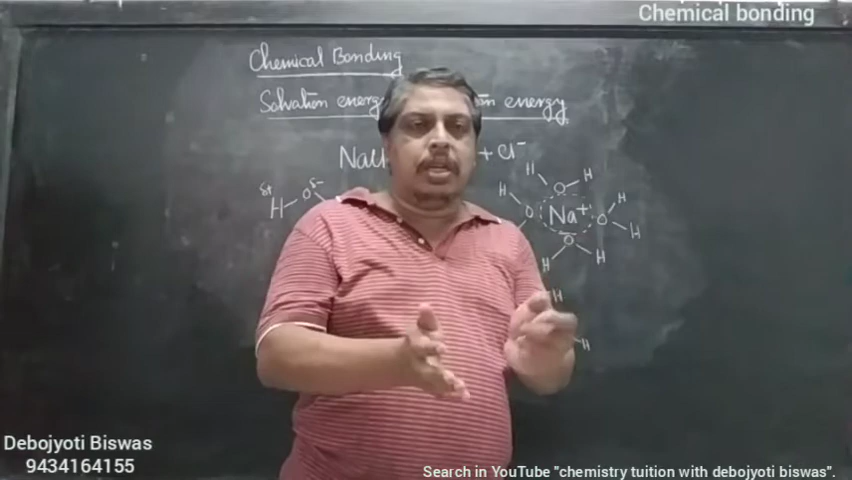 Chemical bonding
Chemical Bonding
Solvation energ energy
Na + Cl⁻
H δ+ O δ- H H O
H O Na⁺ O H H
O
H H
H
H
Debojyoti Biswas
9434164155
Search in YouTube "chemistry tuition with debojyoti biswas".